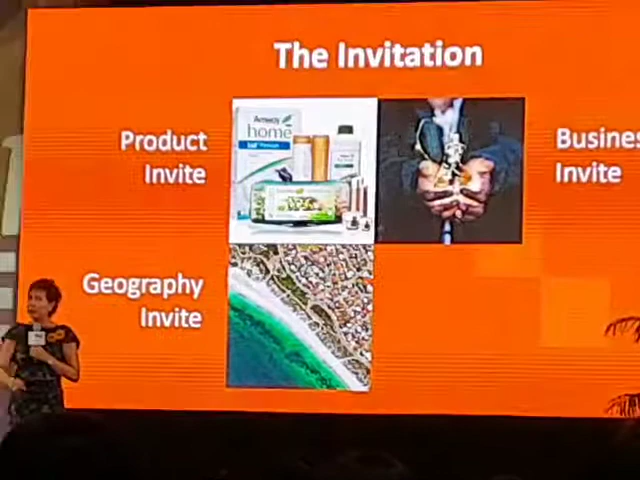 The Invitation
Product
Invite
Amway
home
Busines
Invite
Geography
Invite